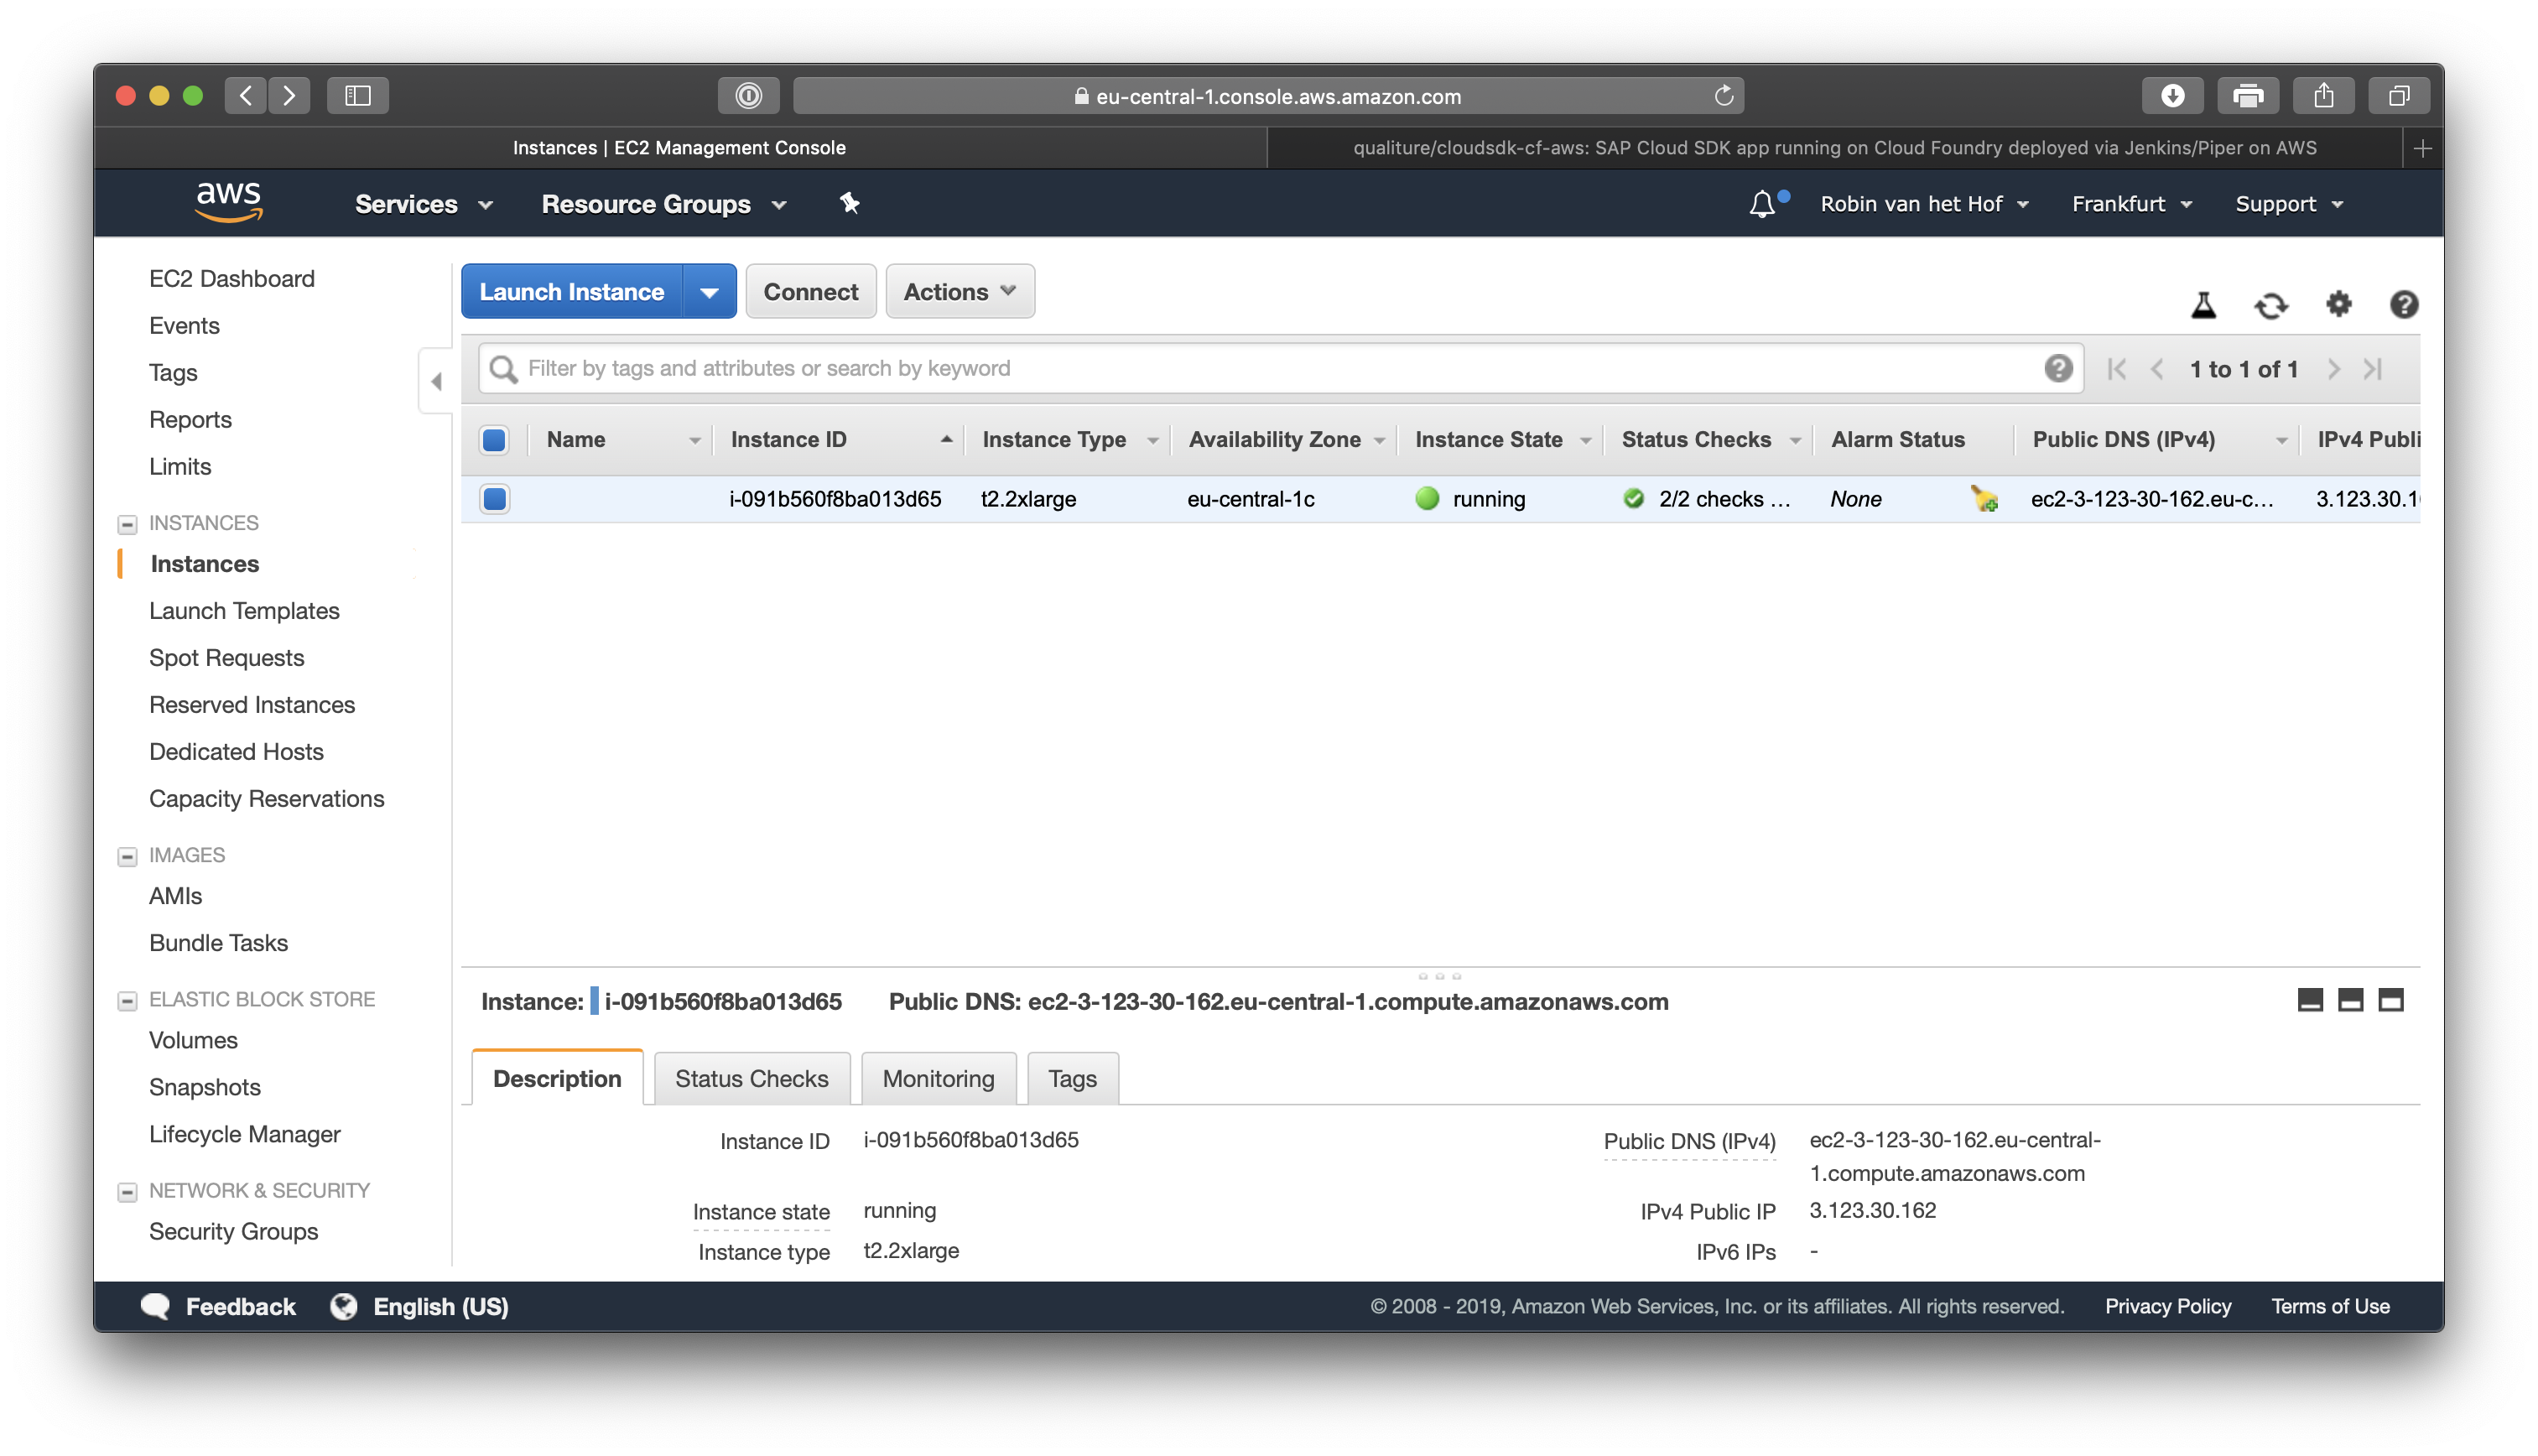 eu-central-1.console.aws.amazon.com
Instances | EC2 Management Console
qualiture/cloudsdk-cf-aws: SAP Cloud SDK app running on Cloud Foundry deployed via Jenkins/Piper on AWS
aws Services Resource Groups Robin van het Hof Frankfurt Support
EC2 Dashboard
Events
Tags
Reports
Limits
INSTANCES
Instances
Launch Templates
Spot Requests
Reserved Instances
Dedicated Hosts
Capacity Reservations
IMAGES
AMIs
Bundle Tasks
ELASTIC BLOCK STORE
Volumes
Snapshots
Lifecycle Manager
NETWORK & SECURITY
Security Groups
Launch Instance Connect Actions
Filter by tags and attributes or search by keyword 1 to 1 of 1
Name Instance ID Instance Type Availability Zone Instance State Status Checks Alarm Status Public DNS (IPv4) IPv4 Publi
i-091b560f8ba013d65 t2.2xlarge eu-central-1c running 2/2 checks ... None ec2-3-123-30-162.eu-c... 3.123.30.1
Instance: i-091b560f8ba013d65 Public DNS: ec2-3-123-30-162.eu-central-1.compute.amazonaws.com
Description Status Checks Monitoring Tags
Instance ID i-091b560f8ba013d65
Public DNS (IPv4) ec2-3-123-30-162.eu-central-
1.compute.amazonaws.com
Instance state running
IPv4 Public IP 3.123.30.162
Instance type t2.2xlarge
IPv6 IPs -
Feedback English (US) © 2008 - 2019, Amazon Web Services, Inc. or its affiliates. All rights reserved. Privacy Policy Terms of Use